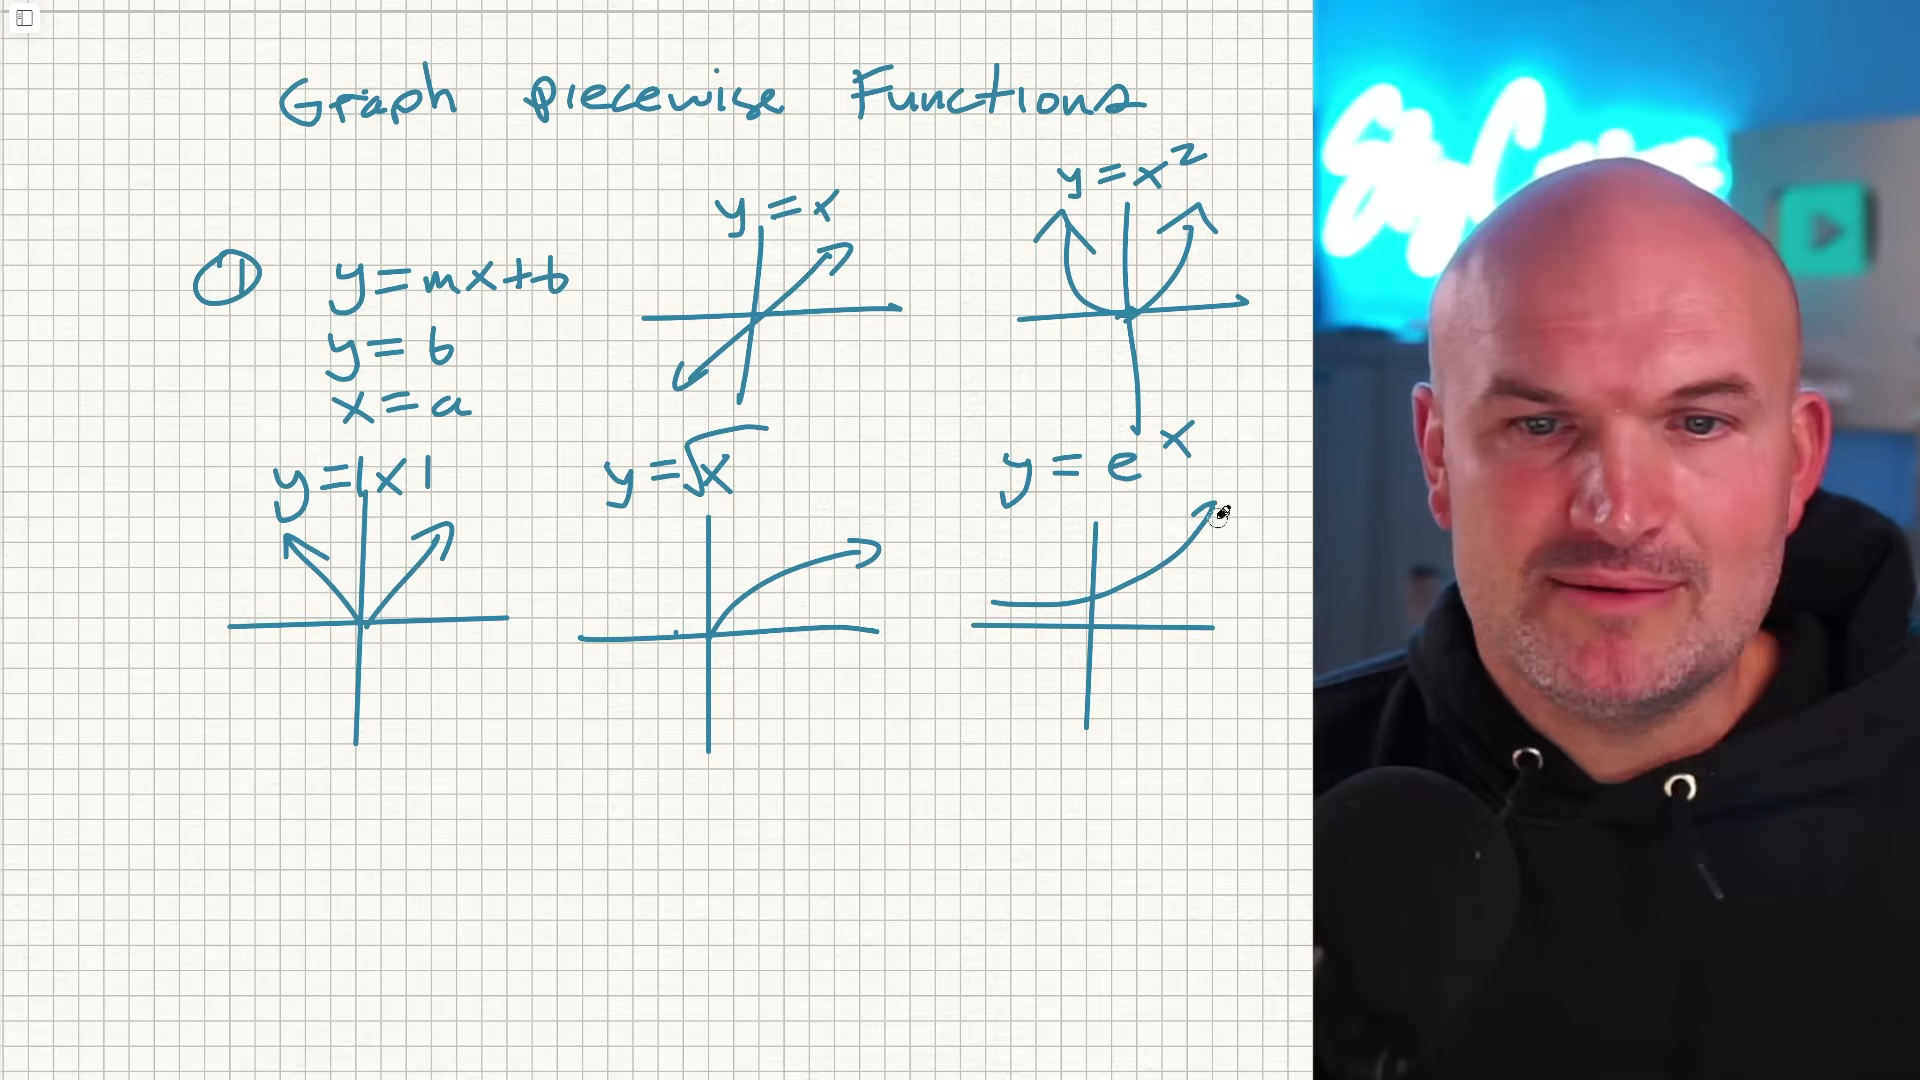 Graph piecewise Functions
y = x
y = x²
① y = mx + b
y = b
x = a
y = |x|
y = √x
y = eˣ